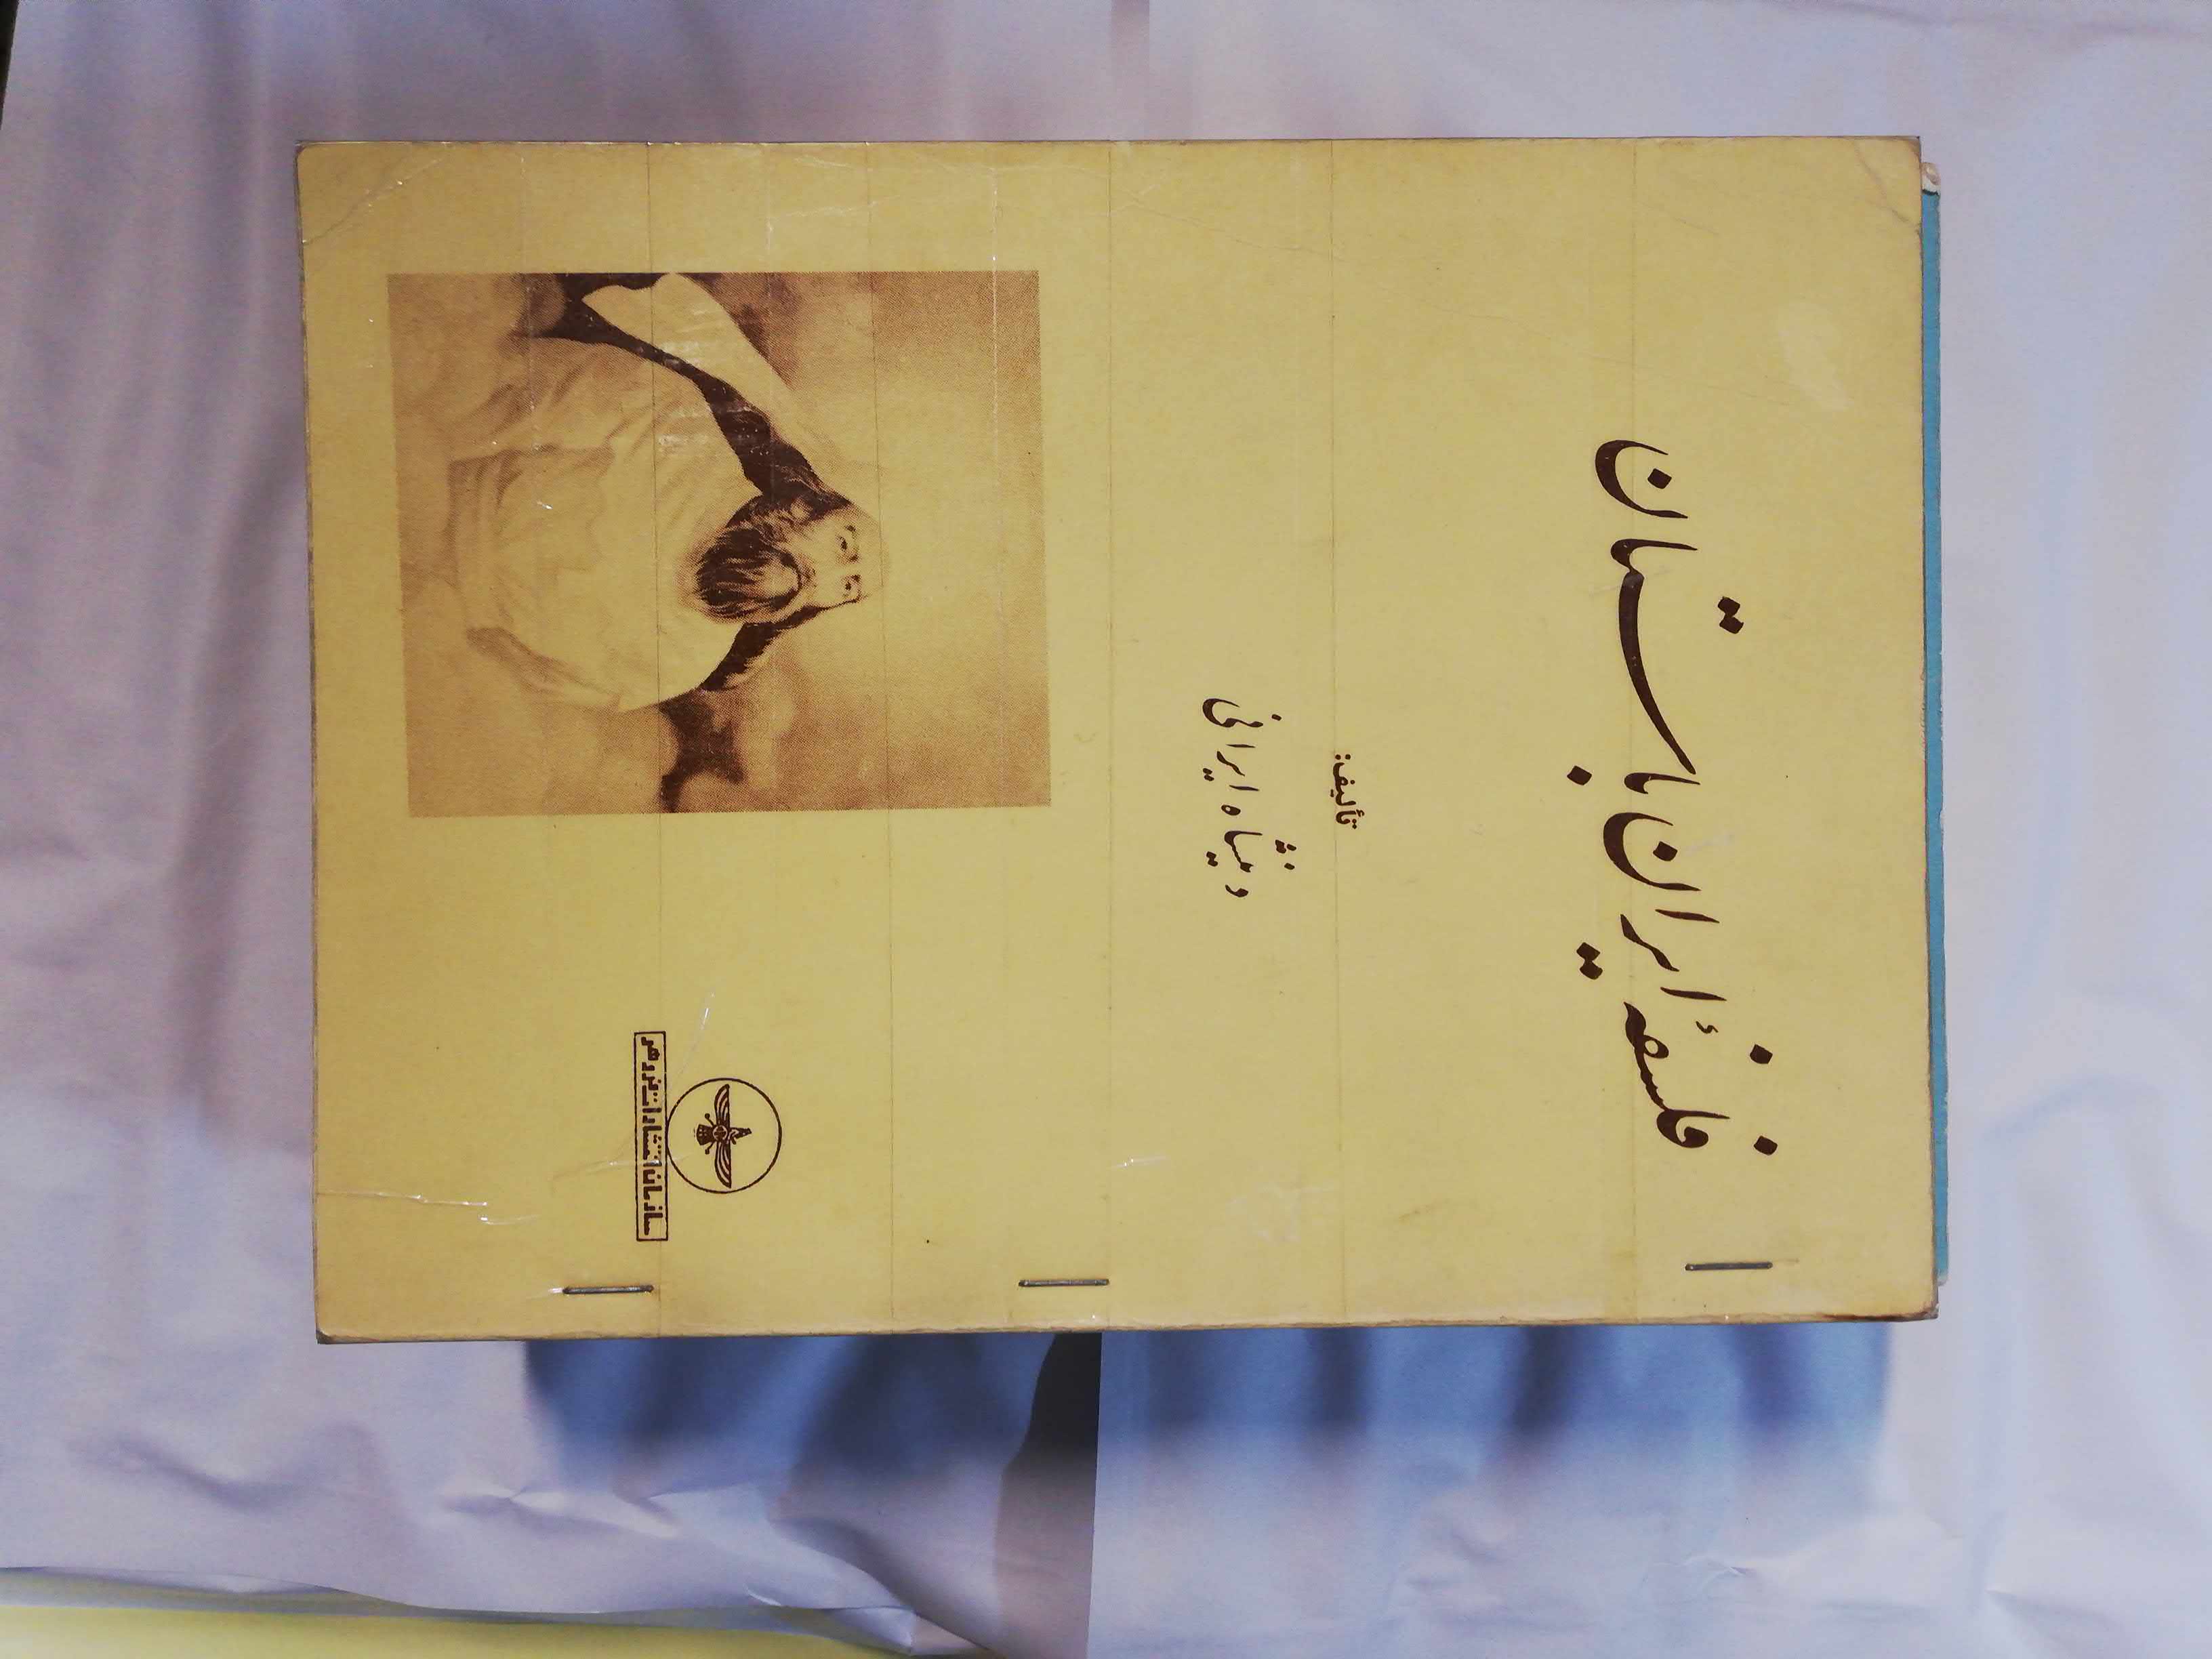 فلسفهٔ ایران باستان
تألیف:
دینشاه ایرانی
سازمان انتشارات فروهر